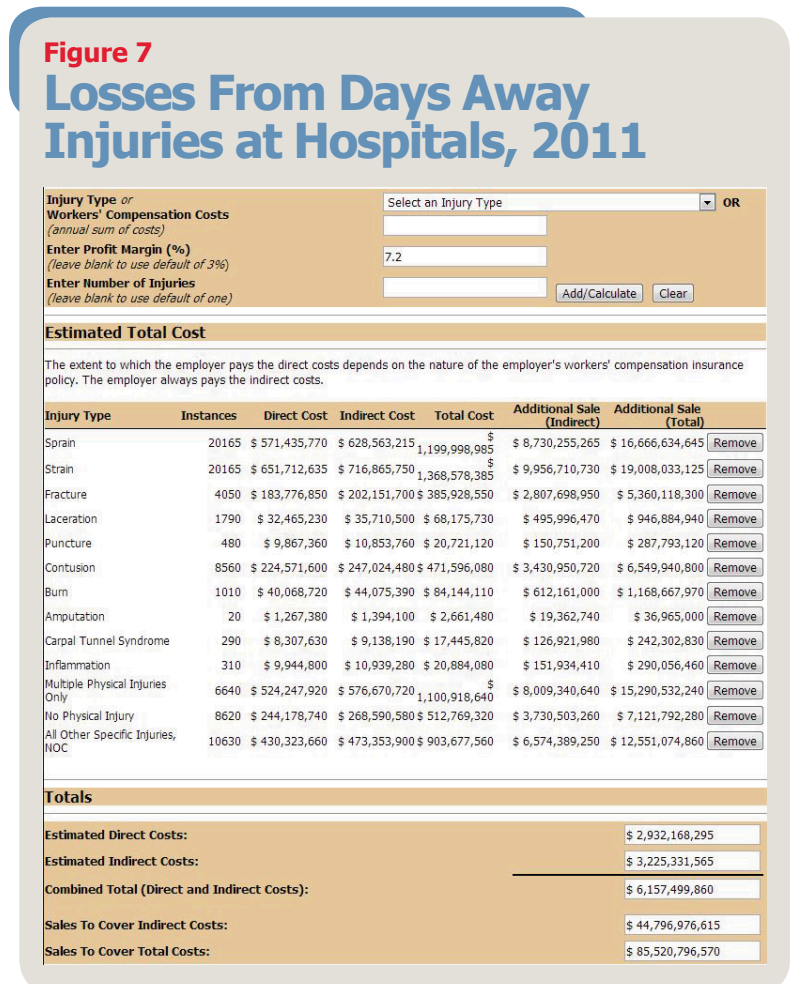 Figure 7
Losses From Days Away
Injuries at Hospitals, 2011
Injury Type or
Workers' Compensation Costs
(annual sum of costs)
Select an Injury Type OR
Enter Profit Margin (%)
(leave blank to use default of 3%)
7.2
Enter Number of Injuries
(leave blank to use default of one)
Add/Calculate Clear
Estimated Total Cost
The extent to which the employer pays the direct costs depends on the nature of the employer's workers' compensation insurance
policy. The employer always pays the indirect costs.
Injury Type Instances Direct Cost Indirect Cost Total Cost Additional Sale (Indirect) Additional Sale (Total)
Sprain 20165 $ 571,435,770 $ 628,563,215 $ 1,199,998,985 $ 8,730,255,265 $ 16,666,634,645 Remove
Strain 20165 $ 651,712,635 $ 716,865,750 $ 1,368,578,385 $ 9,956,710,730 $ 19,008,033,125 Remove
Fracture 4050 $ 183,776,850 $ 202,151,700 $ 385,928,550 $ 2,807,698,950 $ 5,360,118,300 Remove
Laceration 1790 $ 32,465,230 $ 35,710,500 $ 68,175,730 $ 495,996,470 $ 946,884,940 Remove
Puncture 480 $ 9,867,360 $ 10,853,760 $ 20,721,120 $ 150,751,200 $ 287,793,120 Remove
Contusion 8560 $ 224,571,600 $ 247,024,480 $ 471,596,080 $ 3,430,950,720 $ 6,549,940,800 Remove
Burn 1010 $ 40,068,720 $ 44,075,390 $ 84,144,110 $ 612,161,000 $ 1,168,667,970 Remove
Amputation 20 $ 1,267,380 $ 1,394,100 $ 2,661,480 $ 19,362,740 $ 36,965,000 Remove
Carpal Tunnel Syndrome 290 $ 8,307,630 $ 9,138,190 $ 17,445,820 $ 126,921,980 $ 242,302,830 Remove
Inflammation 310 $ 9,944,800 $ 10,939,280 $ 20,884,080 $ 151,934,410 $ 290,056,460 Remove
Multiple Physical Injuries Only 6640 $ 524,247,920 $ 576,670,720 $ 1,100,918,640 $ 8,009,340,640 $ 15,290,532,240 Remove
No Physical Injury 8620 $ 244,178,740 $ 268,590,580 $ 512,769,320 $ 3,730,503,260 $ 7,121,792,280 Remove
All Other Specific Injuries, NOC 10630 $ 430,323,660 $ 473,353,900 $ 903,677,560 $ 6,574,389,250 $ 12,551,074,860 Remove
Totals
Estimated Direct Costs: $ 2,932,168,295
Estimated Indirect Costs: $ 3,225,331,565
Combined Total (Direct and Indirect Costs): $ 6,157,499,860
Sales To Cover Indirect Costs: $ 44,796,976,615
Sales To Cover Total Costs: $ 85,520,796,570